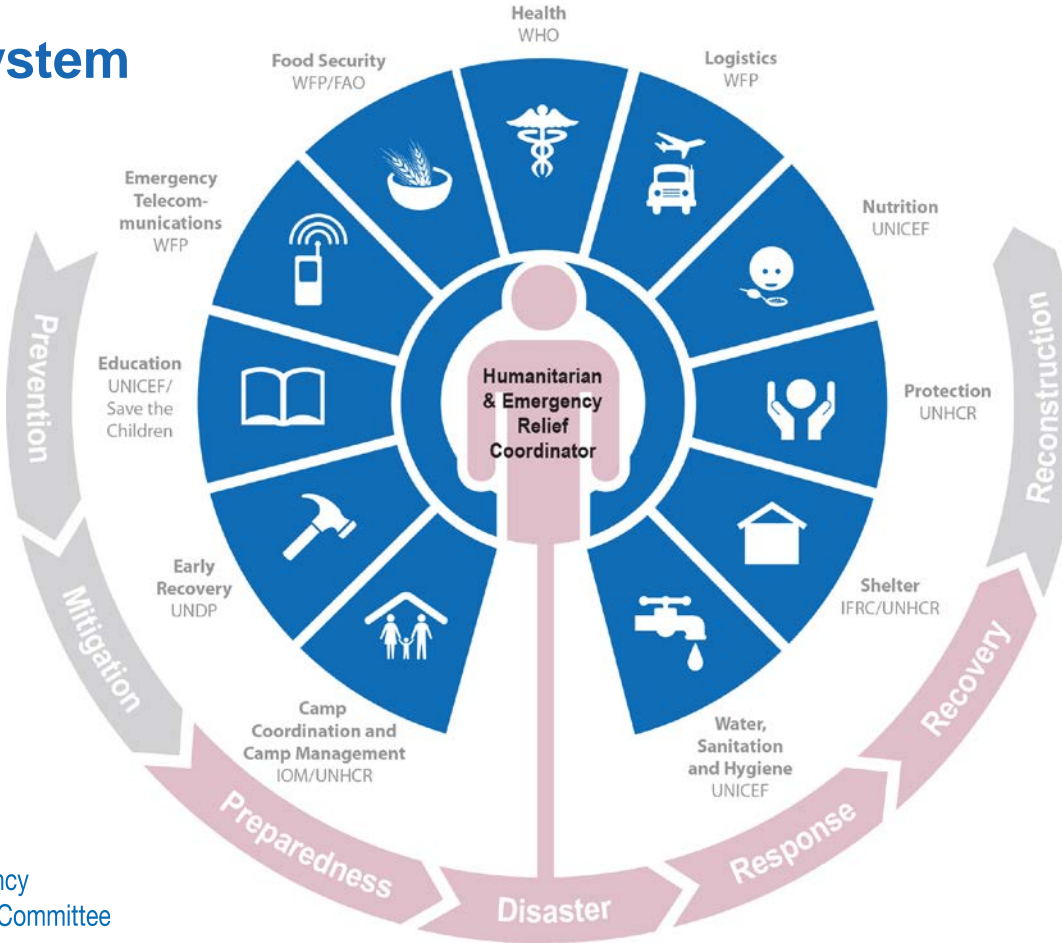 ystem
Health
WHO
Food Security
WFP/FAO
Logistics
WFP
Emergency
Telecom-
munications
WFP
Nutrition
UNICEF
Education
UNICEF/
Save the
Children
Protection
UNHCR
Humanitarian
& Emergency
Relief
Coordinator
Early
Recovery
UNDP
Shelter
IFRC/UNHCR
Camp
Coordination and
Camp Management
IOM/UNHCR
Water,
Sanitation
and Hygiene
UNICEF
Prevention
Mitigation
Preparedness
Disaster
Response
Recovery
Reconstruction
ncy
Committee